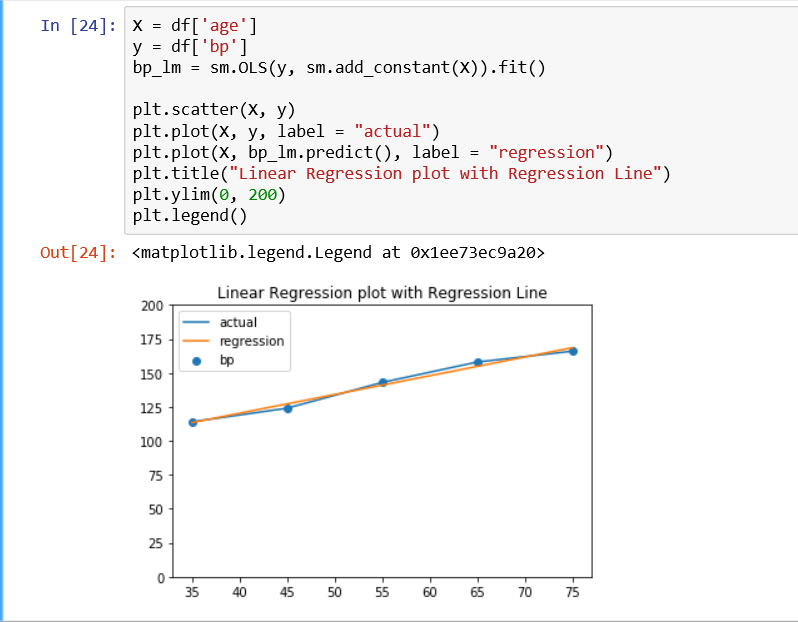 In [24]: X = df['age']
y = df['bp']
bp_lm = sm.OLS(y, sm.add_constant(X)).fit()
plt.scatter(X, y)
plt.plot(X, y, label = "actual")
plt.plot(X, bp_lm.predict(), label = "regression")
plt.title("Linear Regression plot with Regression Line")
plt.ylim(0, 200)
plt.legend()
Out[24]: <matplotlib.legend.Legend at 0x1ee73ec9a20>
Linear Regression plot with Regression Line
200
actual
175
regression
bp
150
125
100
75
50
25
0
35 40 45 50 55 60 65 70 75